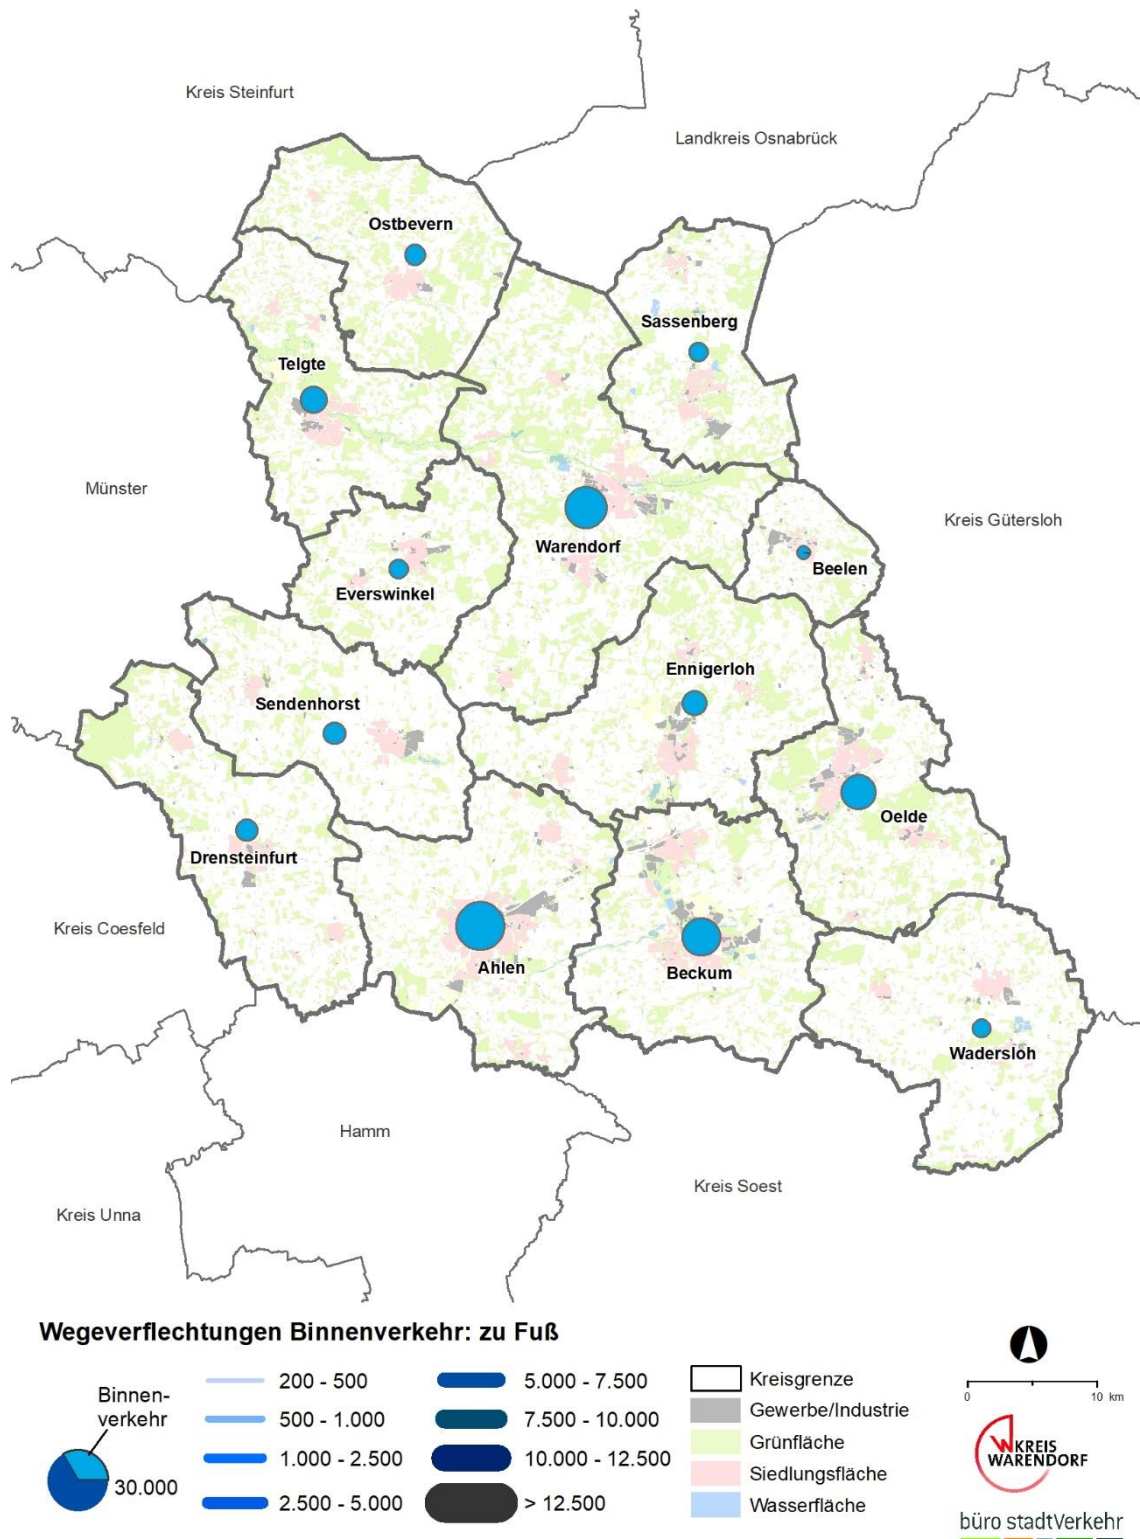 Kreis Steinfurt
Landkreis Osnabrück
Ostbevern
Sassenberg
Telgte
Münster
Kreis Gütersloh
Warendorf
Beelen
Everswinkel
Ennigerloh
Sendenhorst
Oelde
Drensteinfurt
Kreis Coesfeld
Ahlen
Beckum
Wadersloh
Hamm
Kreis Soest
Kreis Unna
Wegeverflechtungen Binnenverkehr: zu Fuß
Binnen-
verkehr
30.000
200 - 500
500 - 1.000
1.000 - 2.500
2.500 - 5.000
5.000 - 7.500
7.500 - 10.000
10.000 - 12.500
> 12.500
Kreisgrenze
Gewerbe/Industrie
Grünfläche
Siedlungsfläche
Wasserfläche
0 10 km
KREIS
WARENDORF
büro stadtVerkehr